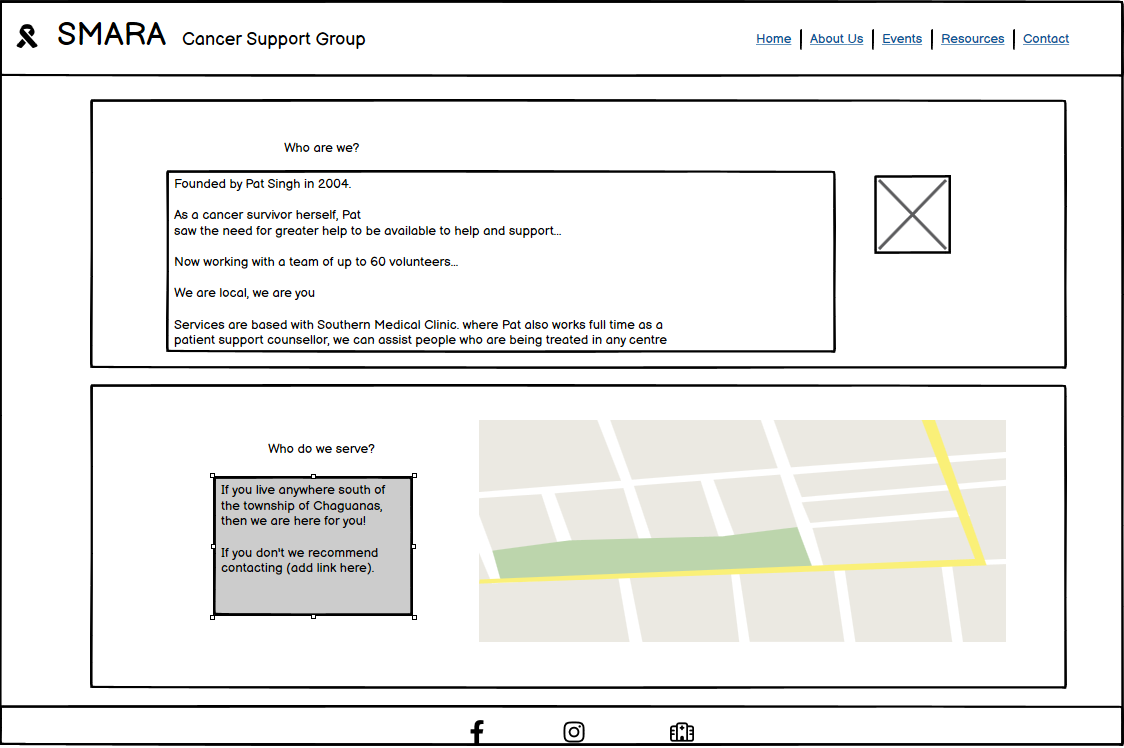 SMARA Cancer Support Group
Home | About Us | Events | Resources | Contact
Who are we?
Founded by Pat Singh in 2004.
As a cancer survivor herself, Pat
saw the need for greater help to be available to help and support...
Now working with a team of up to 60 volunteers...
We are local, we are you
Services are based with Southern Medical Clinic. where Pat also works full time as a
patient support counsellor, we can assist people who are being treated in any centre
Who do we serve?
If you live anywhere south of
the township of Chaguanas,
then we are here for you!
If you don't we recommend
contacting (add link here).